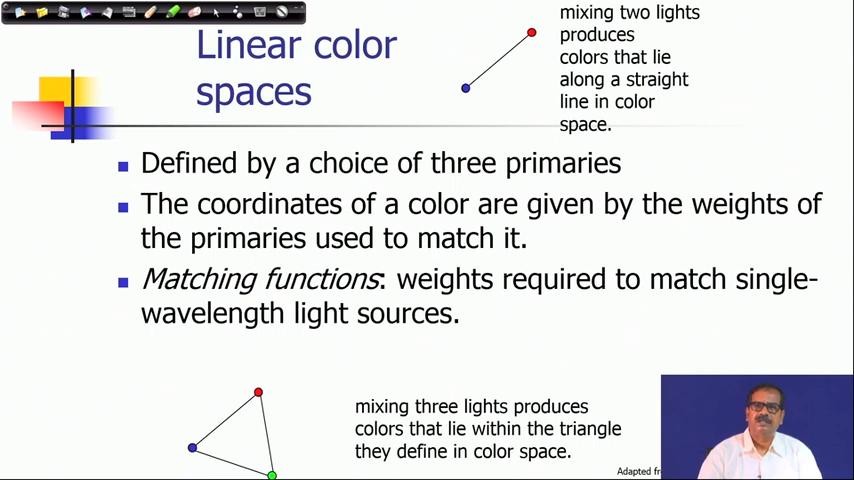 Linear color
spaces
mixing two lights
produces
colors that lie
along a straight
line in color
space.
Defined by a choice of three primaries
The coordinates of a color are given by the weights of
the primaries used to match it.
Matching functions: weights required to match single-
wavelength light sources.
mixing three lights produces
colors that lie within the triangle
they define in color space.
Adapted